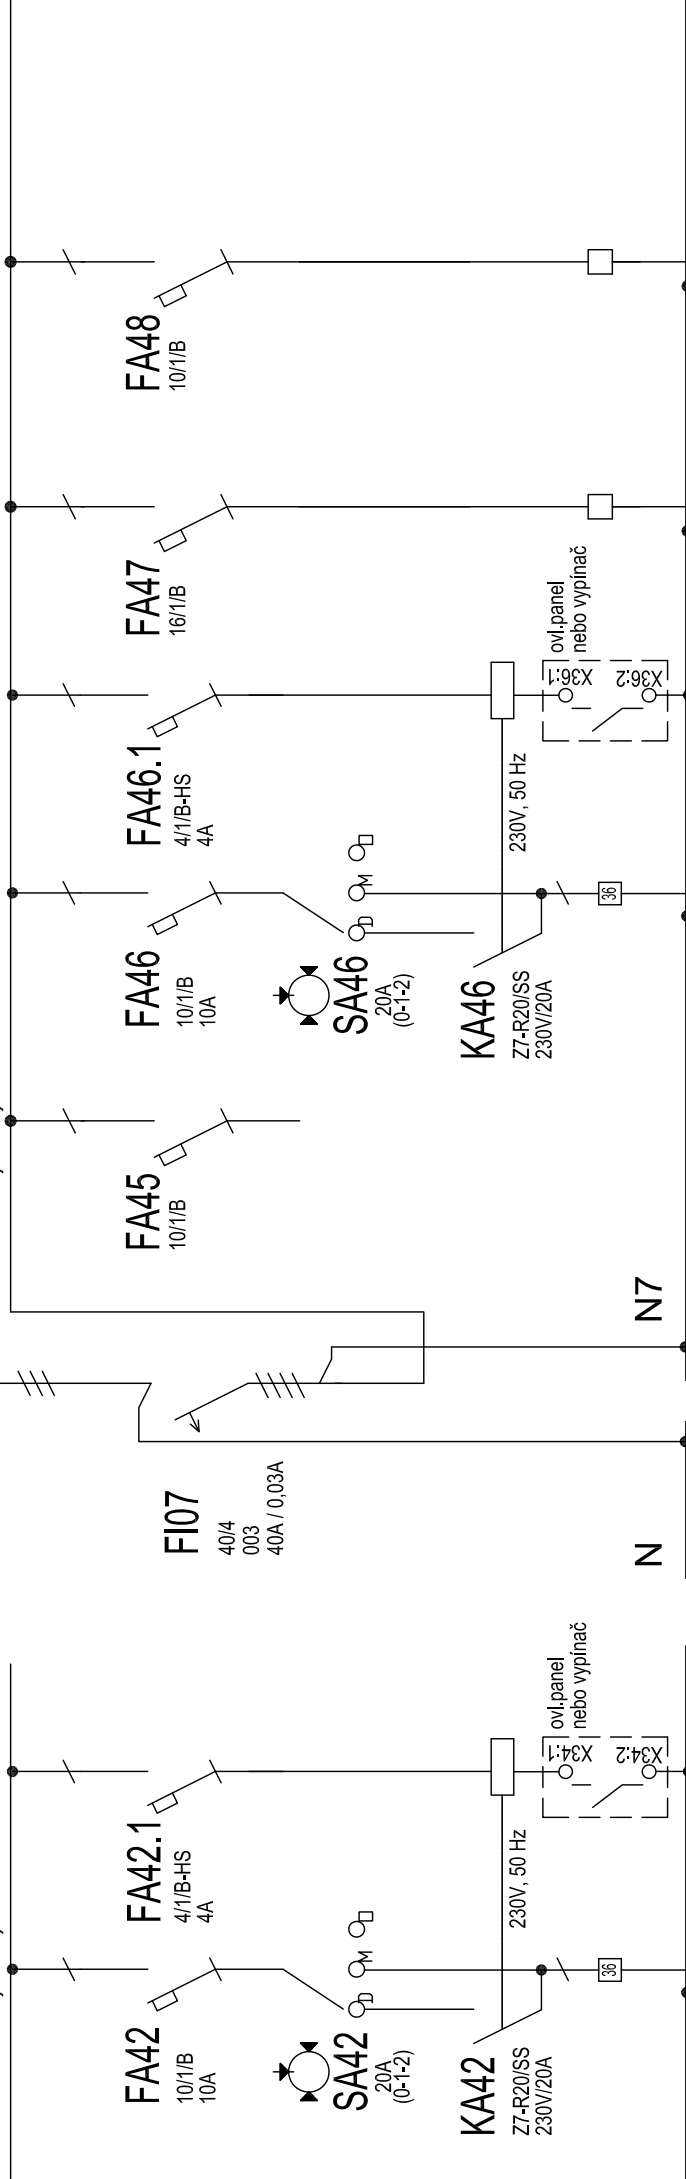 FA42
10/1/B
10A
SA42
20A
(0-1-2)
D
M
KA42
Z7-R20/SS
230V/20A
36
FA42.1
4/1/B-HS
4A
230V, 50 Hz
X34:1
X34:2
ovl.panel
nebo vypínač
FI07
40/4
003
40A / 0,03A
N
N7
FA45
10/1/B
FA46
10/1/B
10A
SA46
20A
(0-1-2)
D
M
KA46
Z7-R20/SS
230V/20A
36
FA46.1
4/1/B-HS
4A
230V, 50 Hz
X36:1
X36:2
ovl.panel
nebo vypínač
FA47
16/1/B
FA48
10/1/B